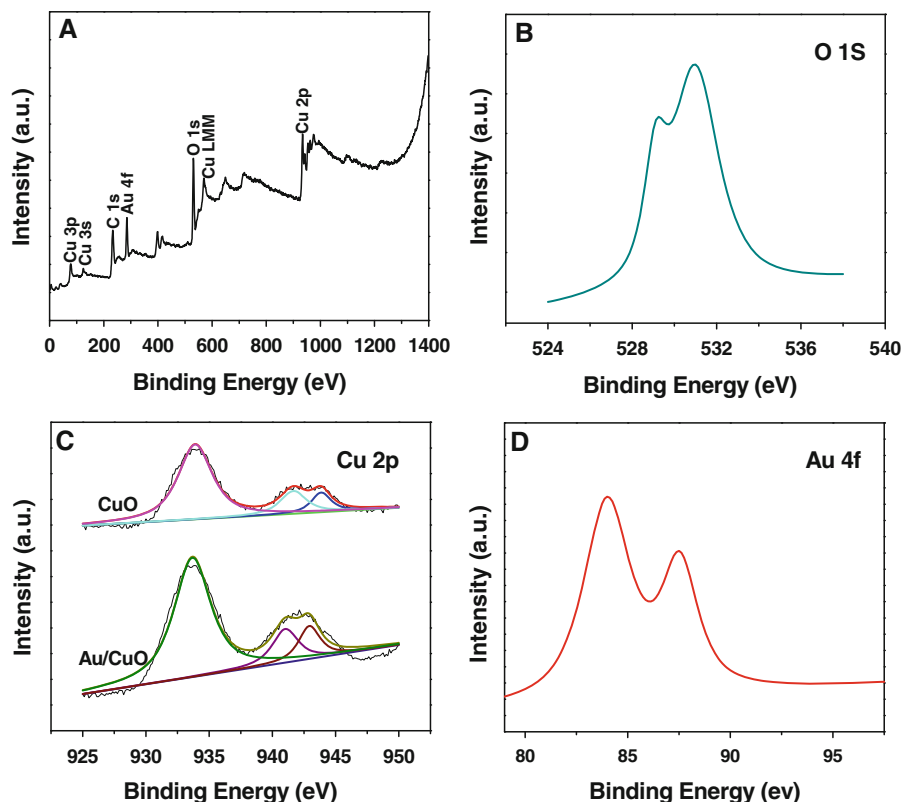 A
Cu 3p
Cu 3s
C 1s
Au 4f
O 1s
Cu LMM
Cu 2p
Intensity (a.u.)
0 200 400 600 800 1000 1200 1400
Binding Energy (eV)
B
O 1S
Intensity (a.u.)
524 528 532 536 540
Binding Energy (eV)
C
Cu 2p
CuO
Au/CuO
Intensity (a.u.)
925 930 935 940 945 950
Binding Energy (eV)
D
Au 4f
Intensity (a.u.)
80 85 90 95
Binding Energy (ev)